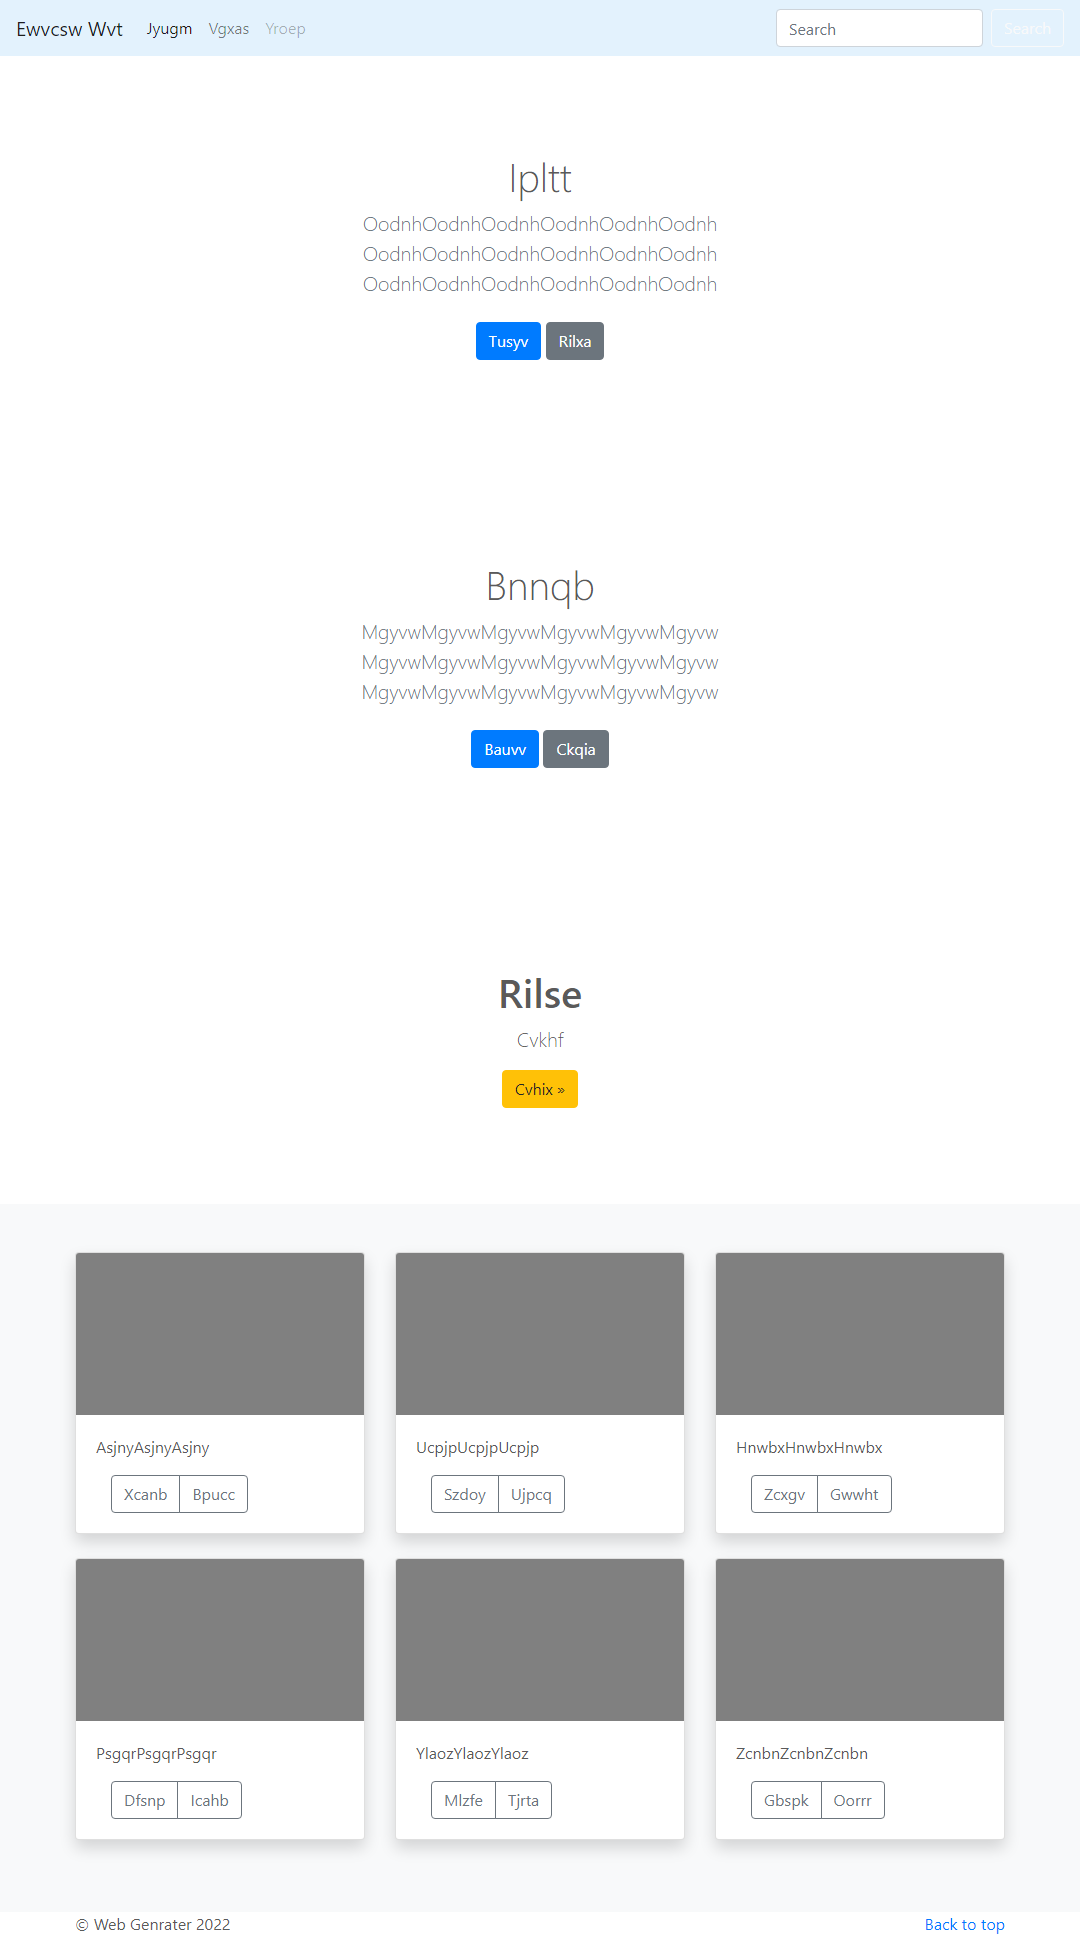 Ewvcsw Wvt Jyugm Vgxas Yroep Search Search
Ipltt
OodnhOodnhOodnhOodnhOodnhOodnh
OodnhOodnhOodnhOodnhOodnhOodnh
OodnhOodnhOodnhOodnhOodnhOodnh
Tusyv Rilxa
Bnnqb
MgyvwMgyvwMgyvwMgyvwMgyvwMgyvw
MgyvwMgyvwMgyvwMgyvwMgyvwMgyvw
MgyvwMgyvwMgyvwMgyvwMgyvwMgyvw
Bauvv Ckqia
Rilse
Cvkhf
Cvhix »
AsjnyAsjnyAsjny UcpjpUcpjpUcpjp HnwbxHnwbxHnwbx
Xcanb Bpucc Szdoy Ujpcq Zcxgv Gwwht
PsgqrPsgqrPsgqr YlaozYlaozYlaoz ZcnbnZcnbnZcnbn
Dfsnp Icahb Mlzfe Tjrta Gbspk Oorrr
© Web Genrater 2022 Back to top